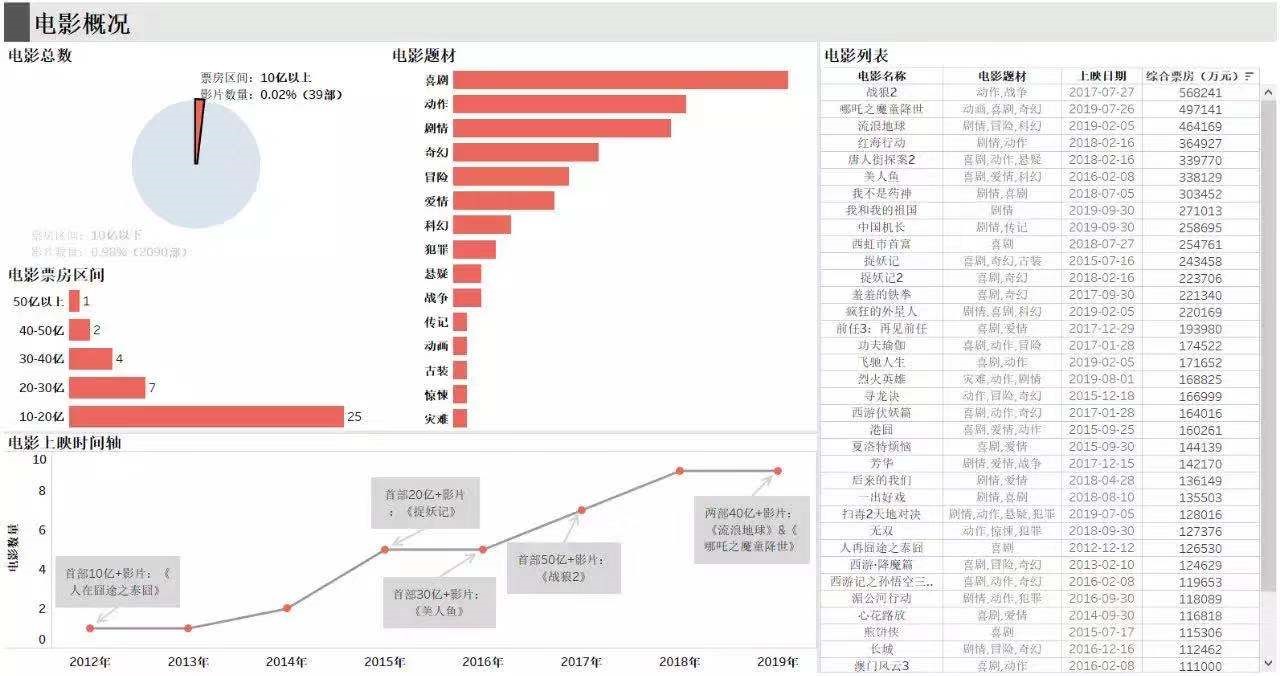 电影概况
电影总数
票房区间：10亿以上
影片数量：0.02%（39部）
票房区间：10亿以下
影片数量：0.98%（2090部）
电影题材
喜剧
动作
剧情
奇幻
冒险
爱情
科幻
犯罪
悬疑
战争
传记
动画
古装
惊悚
灾难
电影票房区间
50亿以上 1
40-50亿 2
30-40亿 4
20-30亿 7
10-20亿 25
电影上映时间轴
电影数量
10
8
6
4
2
0
首部10亿+影片：《
人在囧途之泰囧》
首部20亿+影片
：《捉妖记》
首部30亿+影片：
《美人鱼》
首部50亿+影片：
《战狼2》
两部40亿+影片：
《流浪地球》&《
哪吒之魔童降世》
2012年 2013年 2014年 2015年 2016年 2017年 2018年 2019年
电影列表
电影名称 电影题材 上映日期 综合票房（万元）
战狼2 动作,战争 2017-07-27 568241
哪吒之魔童降世 动画,喜剧,奇幻 2019-07-26 497141
流浪地球 剧情,冒险,科幻 2019-02-05 464169
红海行动 剧情,动作 2018-02-16 364927
唐人街探案2 喜剧,动作,悬疑 2018-02-16 339770
美人鱼 喜剧,爱情,科幻 2016-02-08 338129
我不是药神 剧情,喜剧 2018-07-05 303452
我和我的祖国 剧情 2019-09-30 271013
中国机长 剧情,传记 2019-09-30 258695
西虹市首富 喜剧 2018-07-27 254761
捉妖记 喜剧,奇幻,古装 2015-07-16 243458
捉妖记2 喜剧,奇幻 2018-02-16 223706
羞羞的铁拳 喜剧,奇幻 2017-09-30 221340
疯狂的外星人 剧情,喜剧,科幻 2019-02-05 220169
前任3：再见前任 喜剧,爱情 2017-12-29 193980
功夫瑜伽 喜剧,动作,冒险 2017-01-28 174522
飞驰人生 喜剧,动作 2019-02-05 171652
烈火英雄 灾难,动作,剧情 2019-08-01 168825
寻龙诀 动作,冒险,奇幻 2015-12-18 166999
西游伏妖篇 喜剧,动作,奇幻 2017-01-28 164016
港囧 喜剧,爱情,动作 2015-09-25 160261
夏洛特烦恼 喜剧,爱情 2015-09-30 144139
芳华 剧情,爱情,战争 2017-12-15 142170
后来的我们 剧情,爱情 2018-04-28 136149
一出好戏 剧情,喜剧 2018-08-10 135503
扫毒2天地对决 剧情,动作,悬疑,犯罪 2019-07-05 128016
无双 动作,惊悚,犯罪 2018-09-30 127376
人再囧途之泰囧 喜剧 2012-12-12 126530
西游·降魔篇 喜剧,冒险,奇幻 2013-02-10 124629
西游记之孙悟空三.. 喜剧,动作,奇幻 2016-02-08 119653
湄公河行动 剧情,动作,犯罪 2016-09-30 118089
心花路放 喜剧,爱情 2014-09-30 116818
煎饼侠 喜剧 2015-07-17 115306
长城 剧情,冒险,奇幻 2016-12-16 112462
澳门风云3 喜剧,动作 2016-02-08 111000